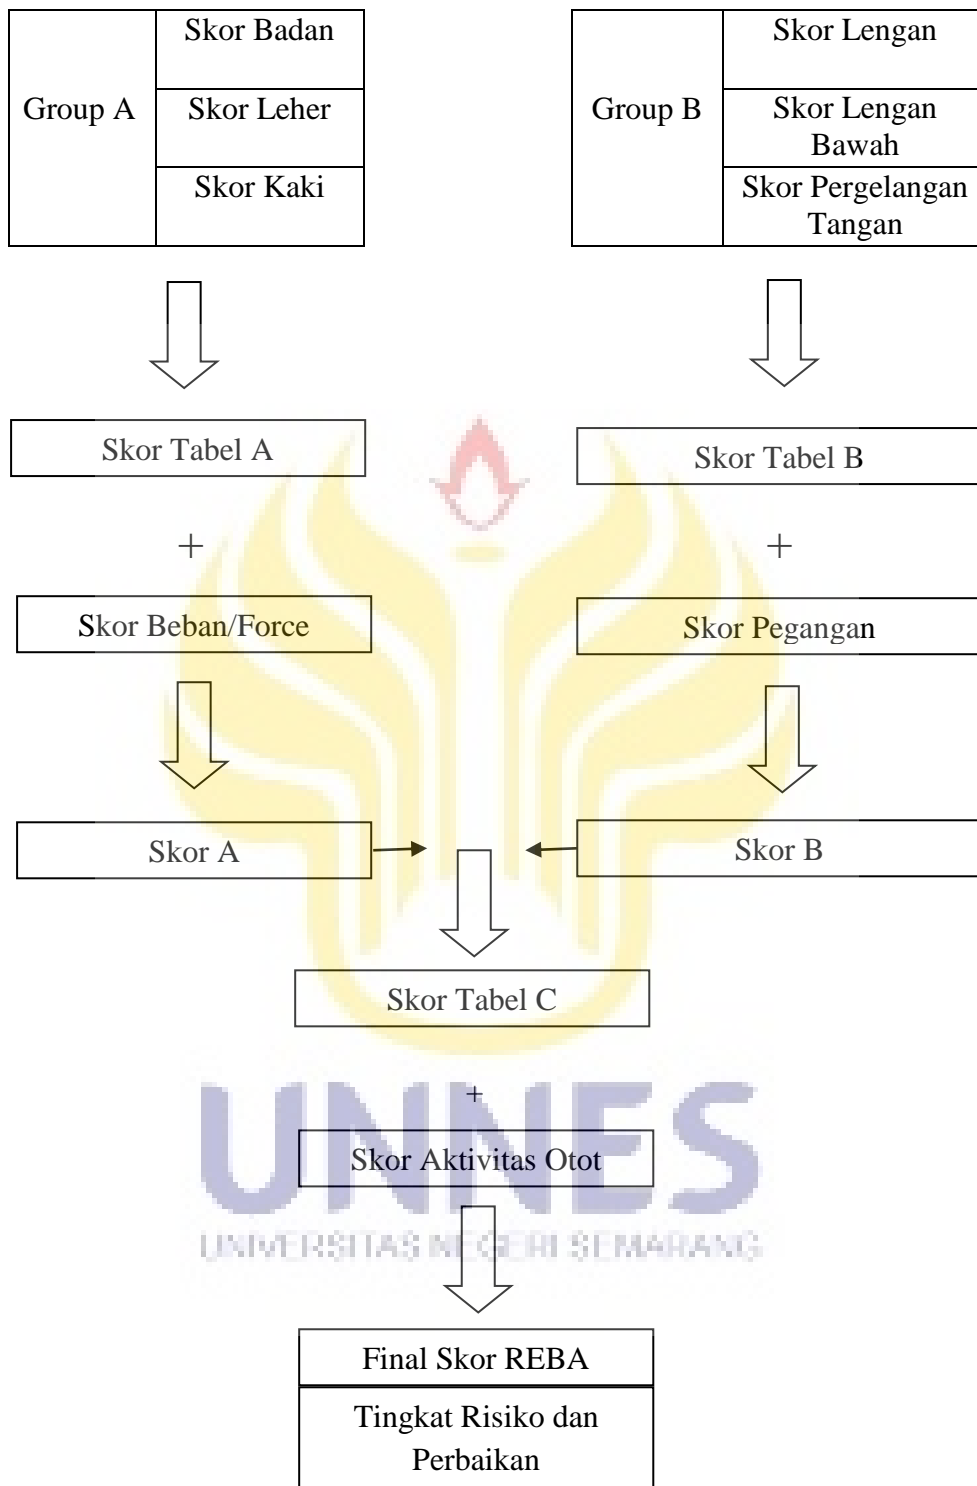 Group A
Skor Badan
Skor Leher
Skor Kaki
Group B
Skor Lengan
Skor Lengan
Bawah
Skor Pergelangan
Tangan
Skor Tabel A
Skor Tabel B
+
+
Skor Beban/Force
Skor Pegangan
Skor A
Skor B
Skor Tabel C
+
UNNES
Skor Aktivitas Otot
UNIVERSITAS NEGERI SEMARANG
Final Skor REBA
Tingkat Risiko dan
Perbaikan